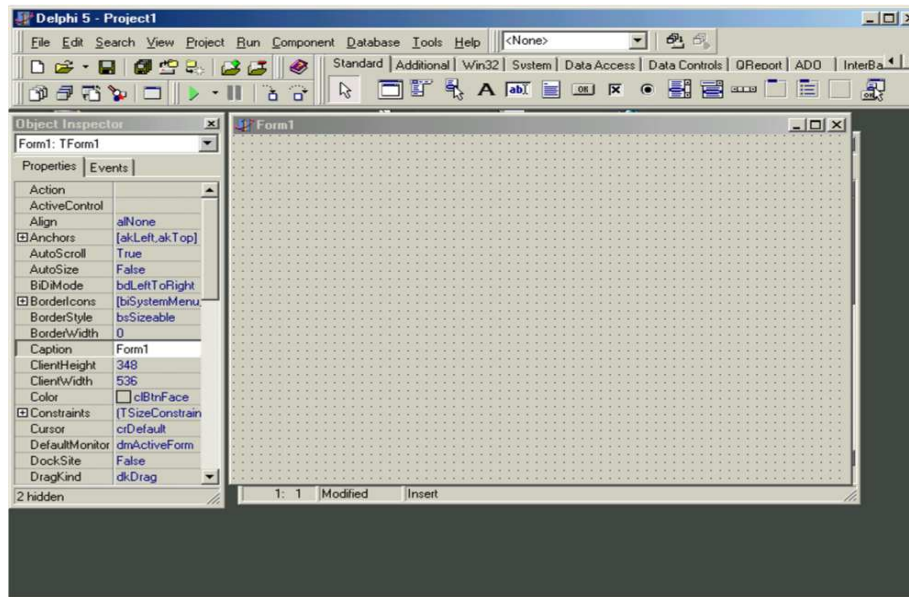 Delphi 5 - Project1
File Edit Search View Project Run Component Database Tools Help <None>
Standard Additional Win32 System Data Access Data Controls QReport ADO InterBa
A ab OK
Object Inspector
Form1
Form1: TForm1
Properties Events
Action
ActiveControl
Align alNone
Anchors [akLeft,akTop]
AutoScroll True
AutoSize False
BiDiMode bdLeftToRight
BorderIcons [biSystemMenu,
BorderStyle bsSizeable
BorderWidth 0
Caption Form1
ClientHeight 348
ClientWidth 536
Color clBtnFace
Constraints (TSizeConstrain
Cursor crDefault
DefaultMonitor dmActiveForm
DockSite False
DragKind dkDrag
2 hidden
1: 1 Modified Insert